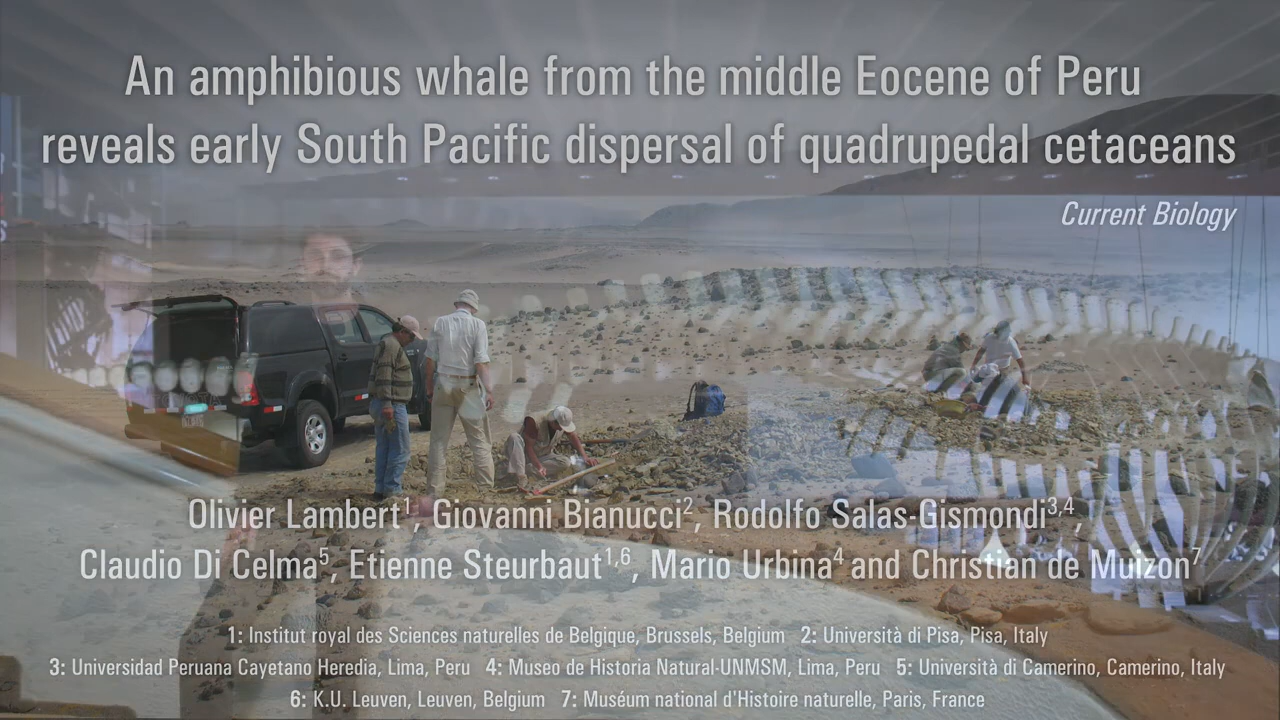 An amphibious whale from the middle Eocene of Peru
reveals early South Pacific dispersal of quadrupedal cetaceans
Current Biology
Olivier Lambert1, Giovanni Bianucci2, Rodolfo Salas-Gismondi3,4,
Claudio Di Celma5, Etienne Steurbaut1,6, Mario Urbina4 and Christian de Muizon7
1: Institut royal des Sciences naturelles de Belgique, Brussels, Belgium 2: Università di Pisa, Pisa, Italy
3: Universidad Peruana Cayetano Heredia, Lima, Peru 4: Museo de Historia Natural-UNMSM, Lima, Peru 5: Università di Camerino, Camerino, Italy
6: K.U. Leuven, Leuven, Belgium 7: Muséum national d'Histoire naturelle, Paris, France